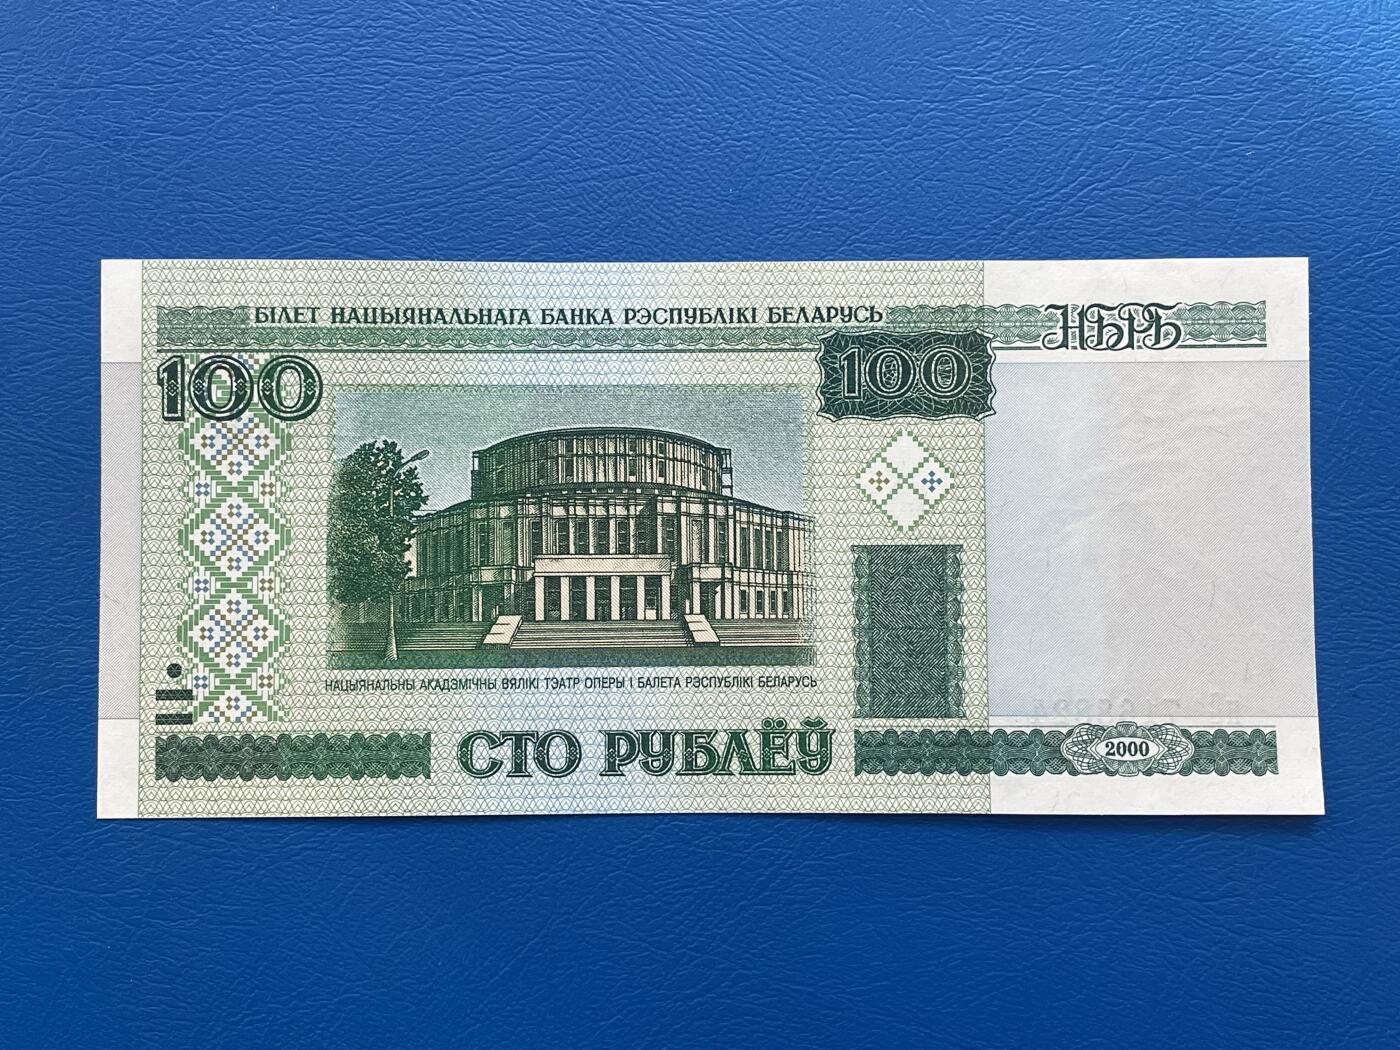 БІЛЕТ НАЦЫЯНАЛЬНАГА БАНКА РЭСПУБЛІКІ БЕЛАРУСЬ
НБРБ
100
100
НАЦЫЯНАЛЬНЫ АКАДЭМІЧНЫ ВЯЛІКІ ТЭАТР ОПЕРЫ І БАЛЕТА РЭСПУБЛІКІ БЕЛАРУСЬ
СТО РУБЛЁЎ
2000